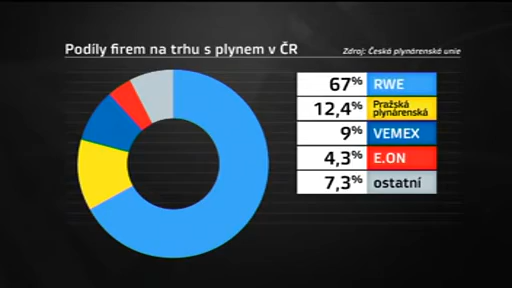 Podíly firem na trhu s plynem v ČR
Zdroj: Česká plynárenská unie
67% RWE
12,4% Pražská
plynárenská
9% VEMEX
4,3% E.ON
7,3% ostatní